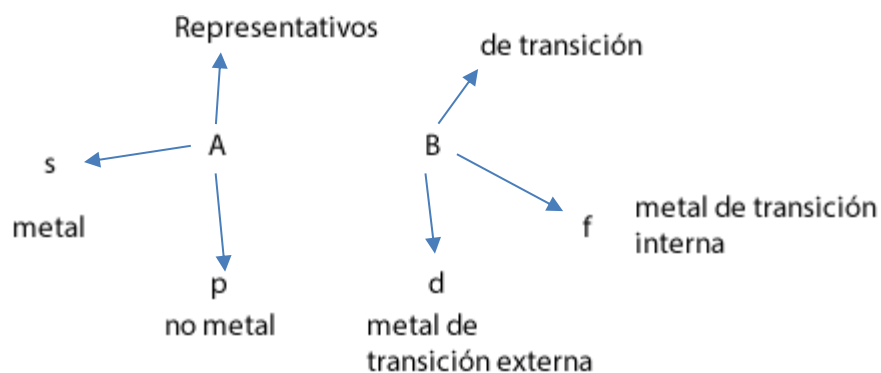 Representativos
de transición
A
B
s
metal
f
metal de transición
interna
p
no metal
d
metal de
transición externa